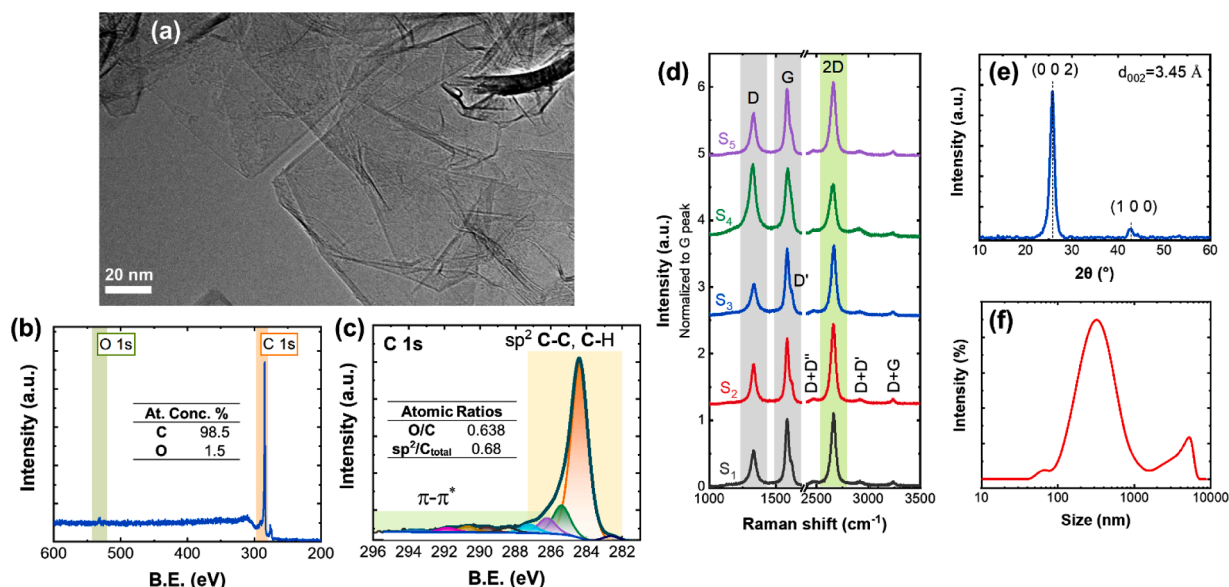 (a)
20 nm
(b)
O 1s
C 1s
At. Conc. %
C 98.5
O 1.5
Intensity (a.u.)
600 500 400 300 200
B.E. (eV)
(c)
C 1s
sp² C-C, C-H
Atomic Ratios
O/C 0.638
sp²/Ctotal 0.68
π-π*
Intensity (a.u.)
296 294 292 290 288 286 284 282
B.E. (eV)
(d)
D
G
2D
S5
S4
S3
D'
S2
D+D''
D+D'
D+G
S1
6
5
4
3
2
1
0
Intensity (a.u.)
Normalized to G peak
1000 1500 2500 3000 3500
Raman shift (cm⁻¹)
(e)
(0 0 2)
d002=3.45 Å
(1 0 0)
Intensity (a.u.)
10 20 30 40 50 60
2θ (°)
(f)
Intensity (%)
10 100 1000 10000
Size (nm)